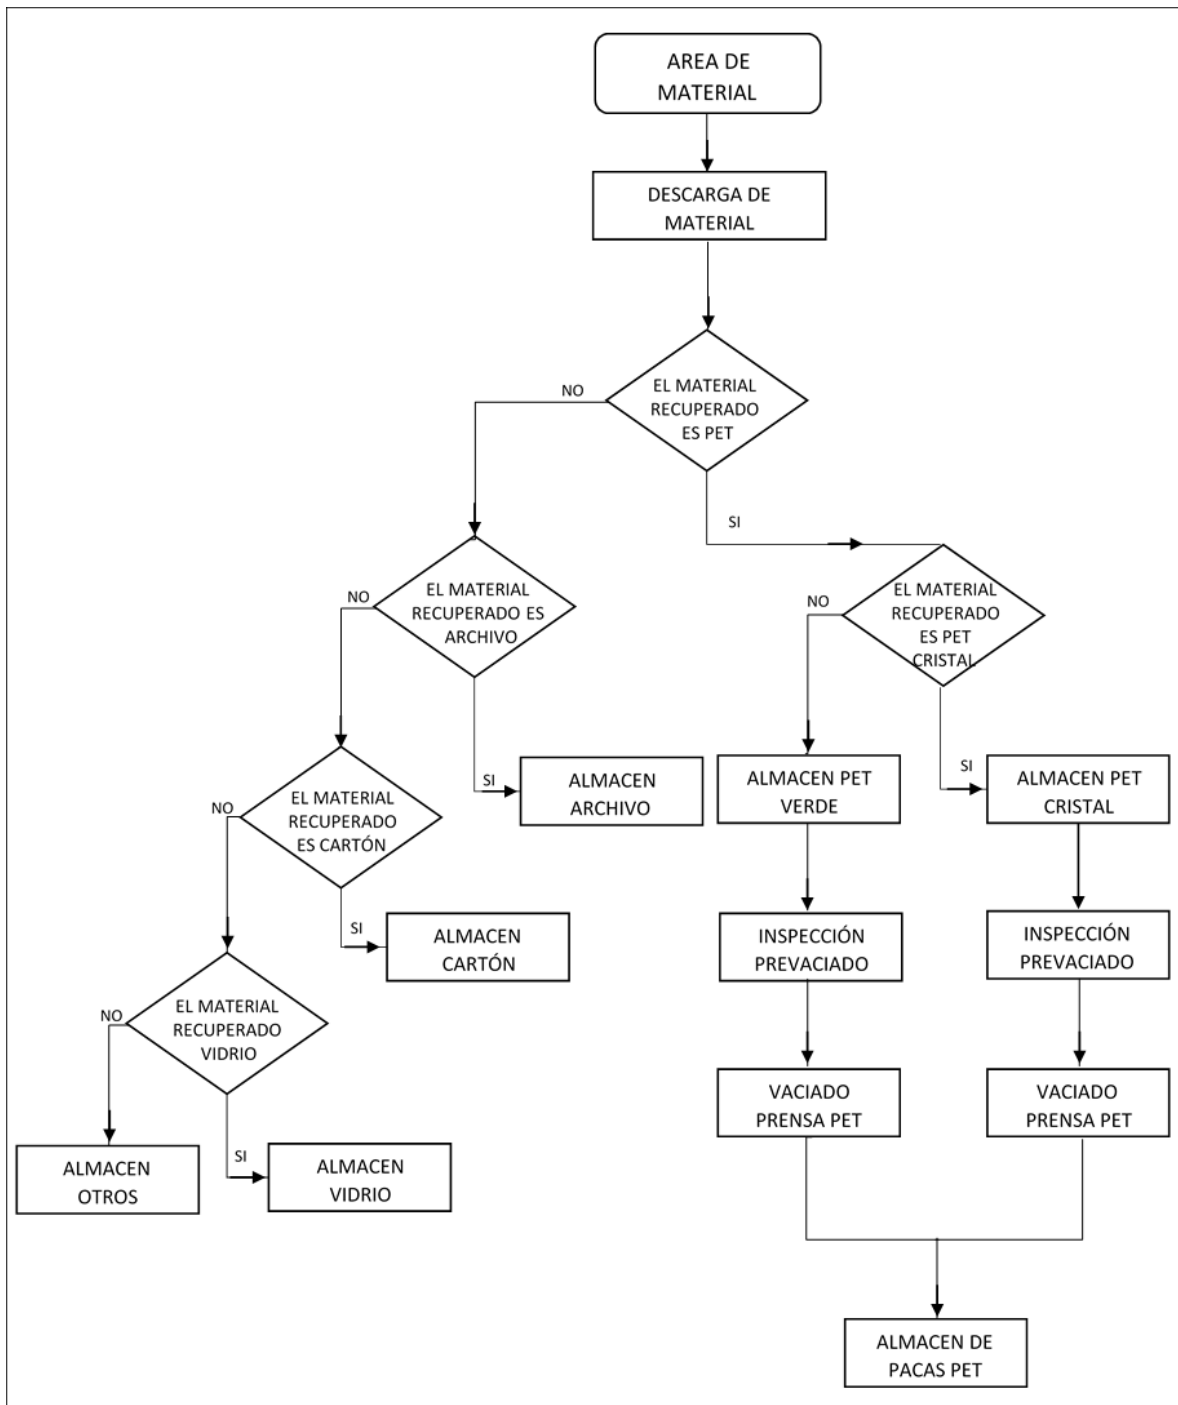 AREA DE
MATERIAL
DESCARGA DE
MATERIAL
EL MATERIAL
RECUPERADO
ES PET
NO
SI
EL MATERIAL
RECUPERADO ES
ARCHIVO
NO
SI
ALMACEN
ARCHIVO
EL MATERIAL
RECUPERADO
ES CARTÓN
NO
SI
ALMACEN
CARTÓN
EL MATERIAL
RECUPERADO
VIDRIO
NO
ALMACEN
OTROS
SI
ALMACEN
VIDRIO
EL MATERIAL
RECUPERADO
ES PET
CRISTAL
NO
ALMACEN PET
VERDE
INSPECCIÓN
PREVACIADO
VACIADO
PRENSA PET
SI
ALMACEN PET
CRISTAL
INSPECCIÓN
PREVACIADO
VACIADO
PRENSA PET
ALMACEN DE
PACAS PET